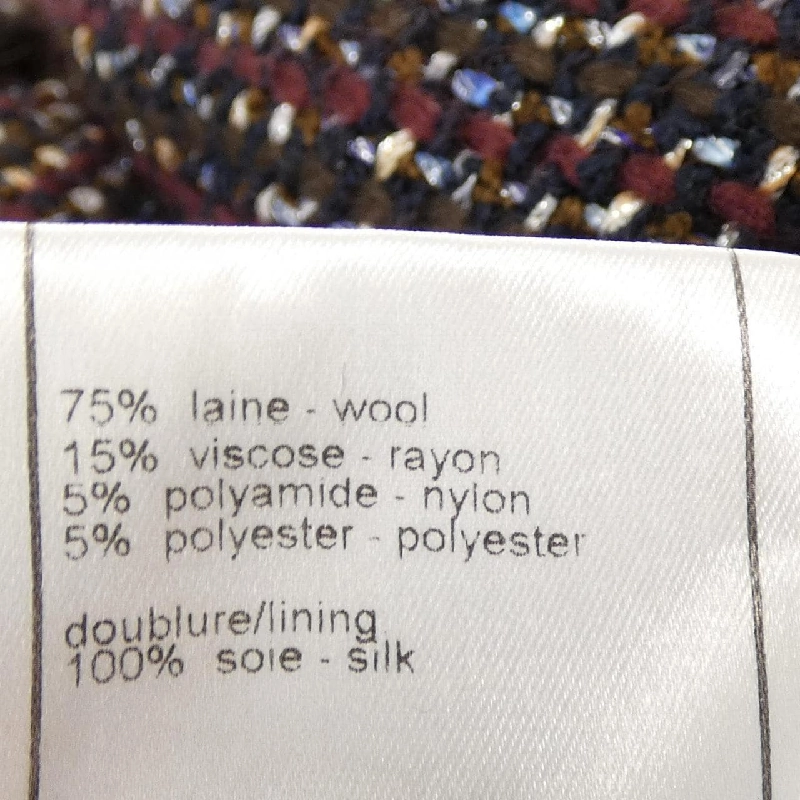 75% laine - wool
15% viscose - rayon
5% polyamide - nylon
5% polyester - polyester
doublure/lining
100% soie - silk